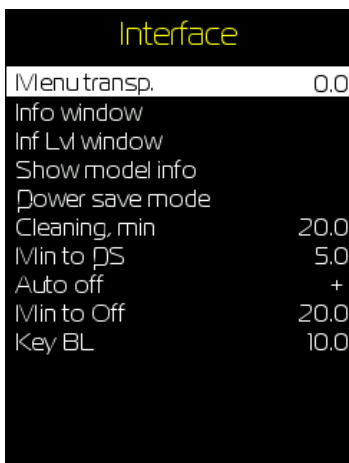 Interface
Menu transp. 0.0
Info window
Inf Lvl window
Show model info
Power save mode
Cleaning, min 20.0
Min to PS 5.0
Auto off +
Min to Off 20.0
Key BL 10.0